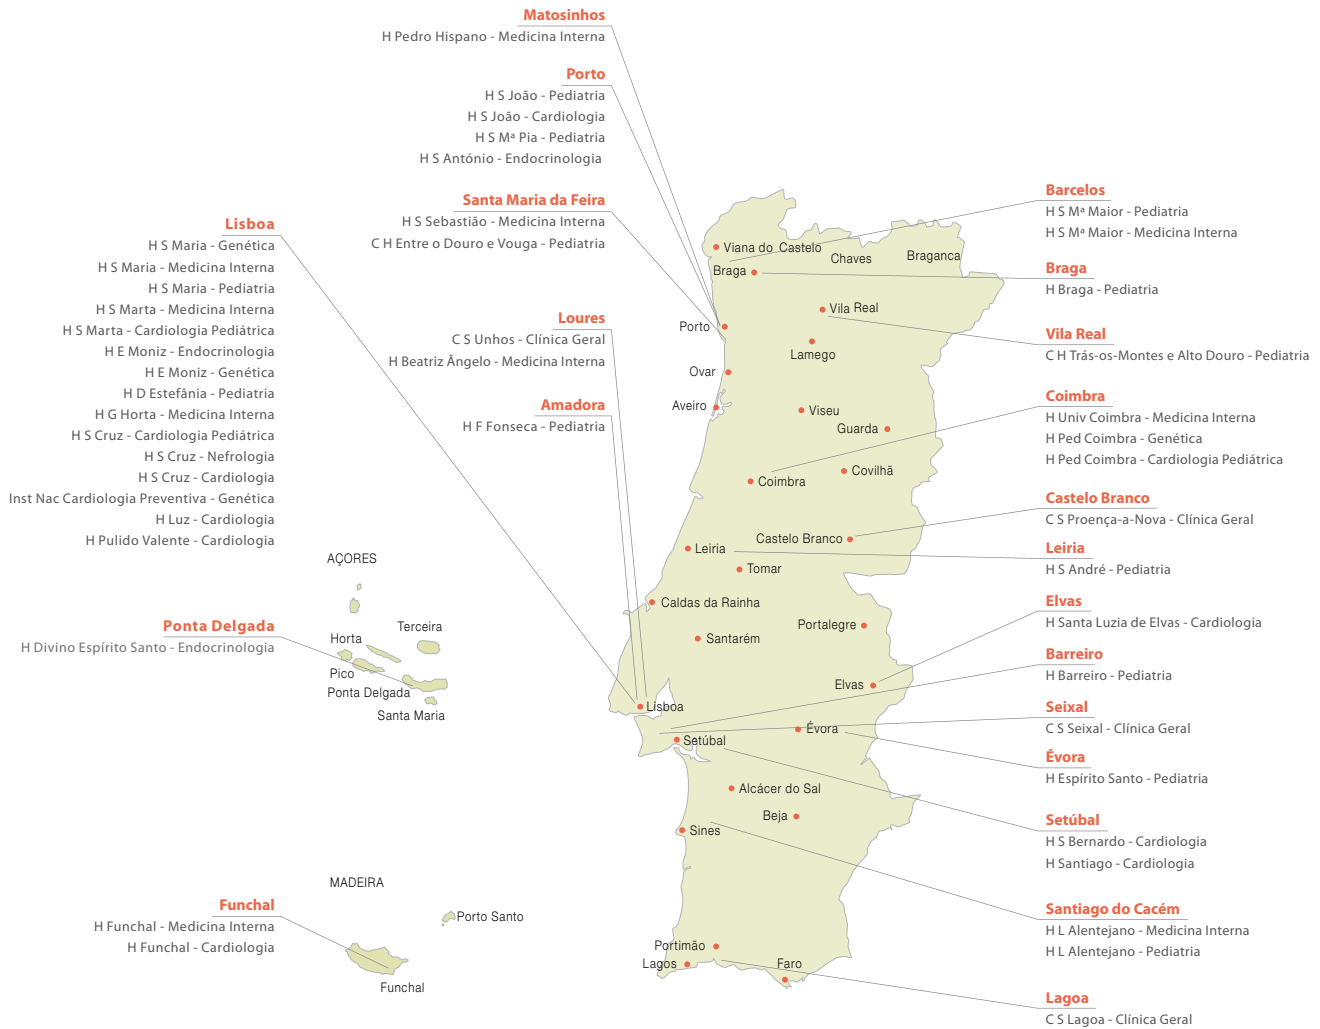 Matosinhos
H Pedro Hispano - Medicina Interna
Porto
H S João - Pediatria
H S João - Cardiologia
H S Mª Pia - Pediatria
H S António - Endocrinologia
Santa Maria da Feira
H S Sebastião - Medicina Interna
C H Entre o Douro e Vouga - Pediatria
Lisboa
H S Maria - Genética
H S Maria - Medicina Interna
H S Maria - Pediatria
H S Marta - Medicina Interna
H S Marta - Cardiologia Pediátrica
H E Moniz - Endocrinologia
H E Moniz - Genética
H D Estefânia - Pediatria
H G Horta - Medicina Interna
H S Cruz - Cardiologia Pediátrica
H S Cruz - Nefrologia
H S Cruz - Cardiologia
Inst Nac Cardiologia Preventiva - Genética
H Luz - Cardiologia
H Pulido Valente - Cardiologia
Loures
C S Unhos - Clínica Geral
H Beatriz Ângelo - Medicina Interna
Amadora
H F Fonseca - Pediatria
AÇORES
Ponta Delgada
H Divino Espírito Santo - Endocrinologia
Horta
Terceira
Pico
Ponta Delgada
Santa Maria
MADEIRA
Funchal
H Funchal - Medicina Interna
H Funchal - Cardiologia
Porto Santo
Funchal
Viana do Castelo
Chaves
Braganca
Braga
Vila Real
Porto
Lamego
Ovar
Aveiro
Viseu
Guarda
Covilhã
Coimbra
Castelo Branco
Leiria
Tomar
Caldas da Rainha
Portalegre
Santarém
Elvas
Lisboa
Évora
Setúbal
Alcácer do Sal
Beja
Sines
Portimão
Lagos
Faro
Barcelos
H S Mª Maior - Pediatria
H S Mª Maior - Medicina Interna
Braga
H Braga - Pediatria
Vila Real
C H Trás-os-Montes e Alto Douro - Pediatria
Coimbra
H Univ Coimbra - Medicina Interna
H Ped Coimbra - Genética
H Ped Coimbra - Cardiologia Pediátrica
Castelo Branco
C S Proença-a-Nova - Clínica Geral
Leiria
H S André - Pediatria
Elvas
H Santa Luzia de Elvas - Cardiologia
Barreiro
H Barreiro - Pediatria
Seixal
C S Seixal - Clínica Geral
Évora
H Espírito Santo - Pediatria
Setúbal
H S Bernardo - Cardiologia
H Santiago - Cardiologia
Santiago do Cacém
H L Alentejano - Medicina Interna
H L Alentejano - Pediatria
Lagoa
C S Lagoa - Clínica Geral